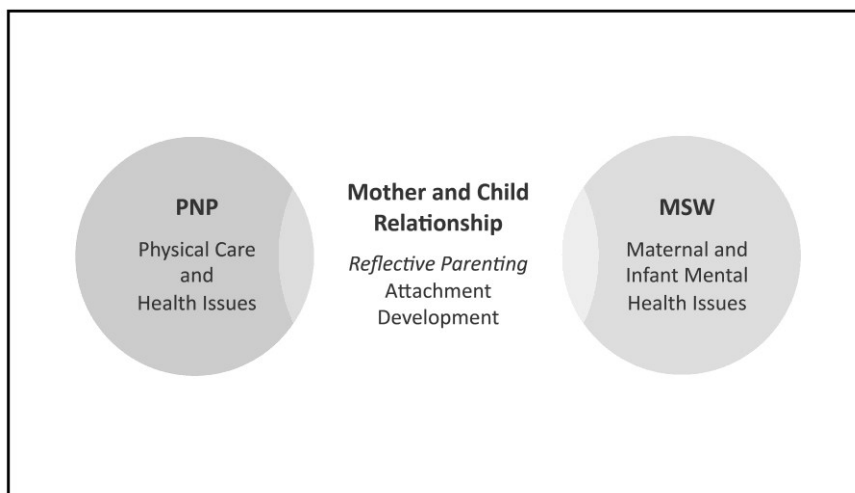 PNP
Physical Care
and
Health Issues
Mother and Child
Relationship
Reflective Parenting
Attachment
Development
MSW
Maternal and
Infant Mental
Health Issues